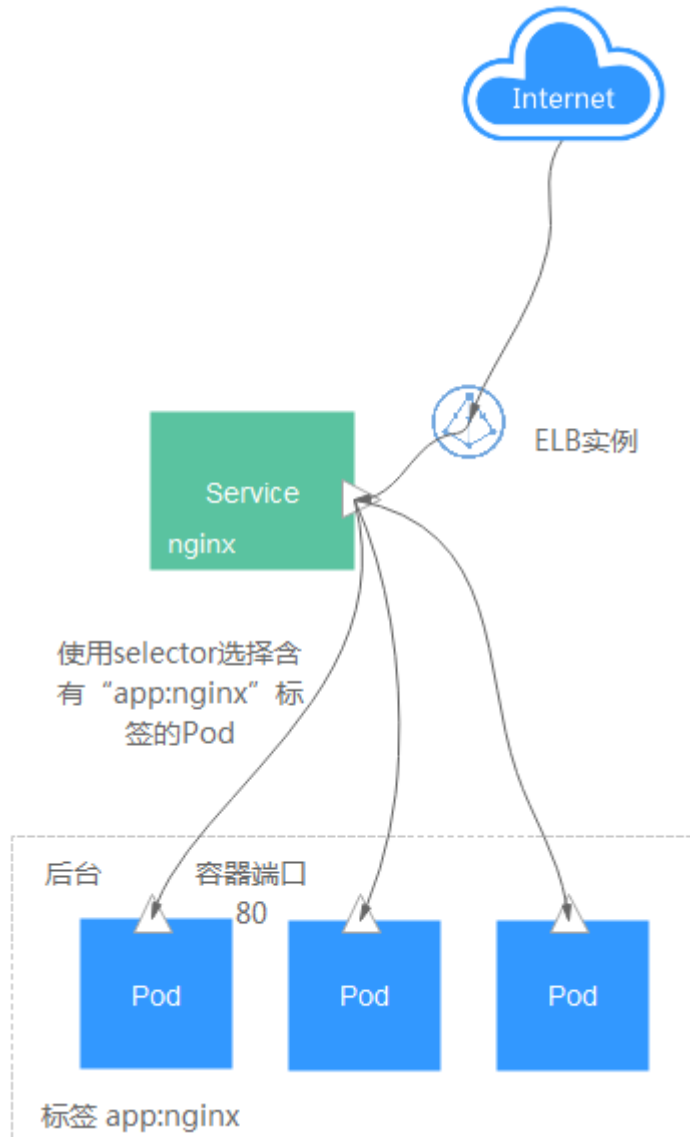 Internet
ELB实例
Service
nginx
使用selector选择含
有“app:nginx”标
签的Pod
后台
容器端口
80
Pod
Pod
Pod
标签 app:nginx